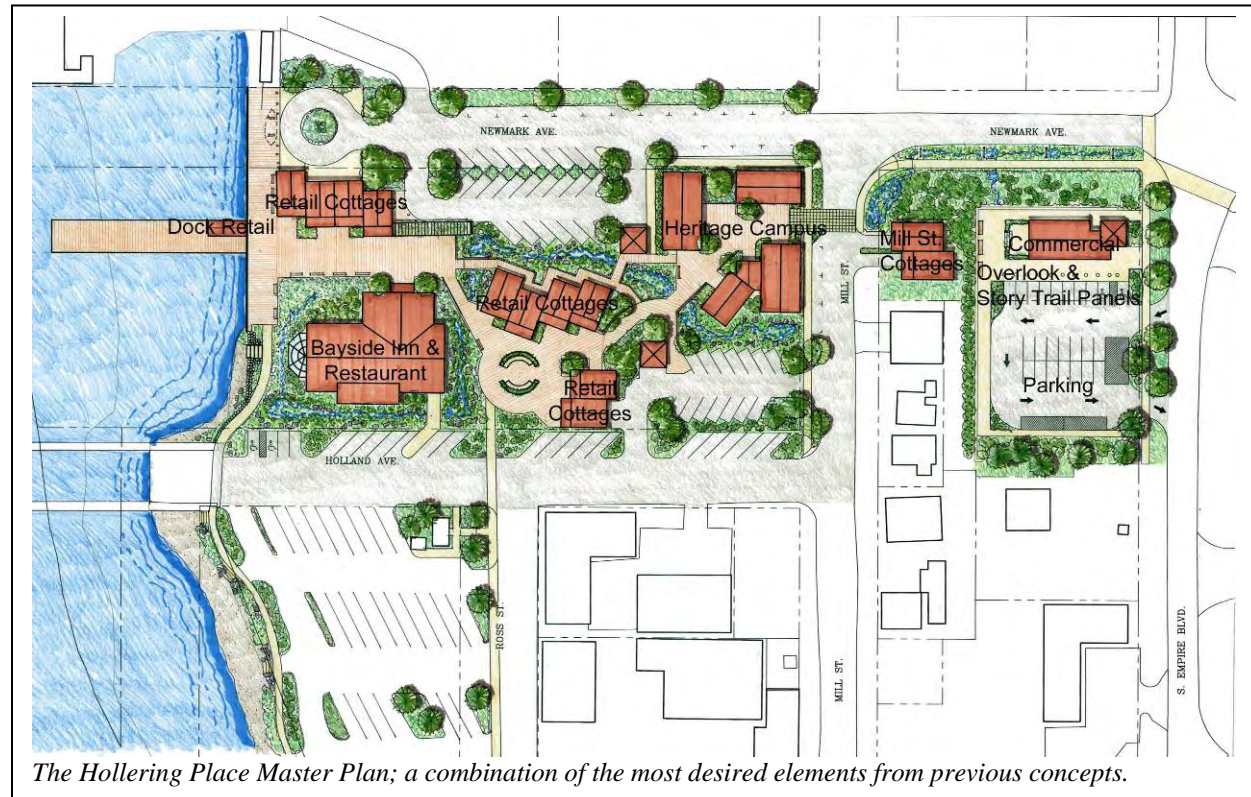 NEWMARK AVE.
NEWMARK AVE.
Retail Cottages
Dock Retail
Heritage Campus
Mill St.
Cottages
Commercial
Overlook &
Story Trail Panels
MILL ST.
Retail Cottages
Bayside Inn &
Restaurant
Retail
Cottages
Parking
HOLLAND AVE.
ROSS ST.
MILL ST.
S. EMPIRE BLVD.
The Hollering Place Master Plan; a combination of the most desired elements from previous concepts.